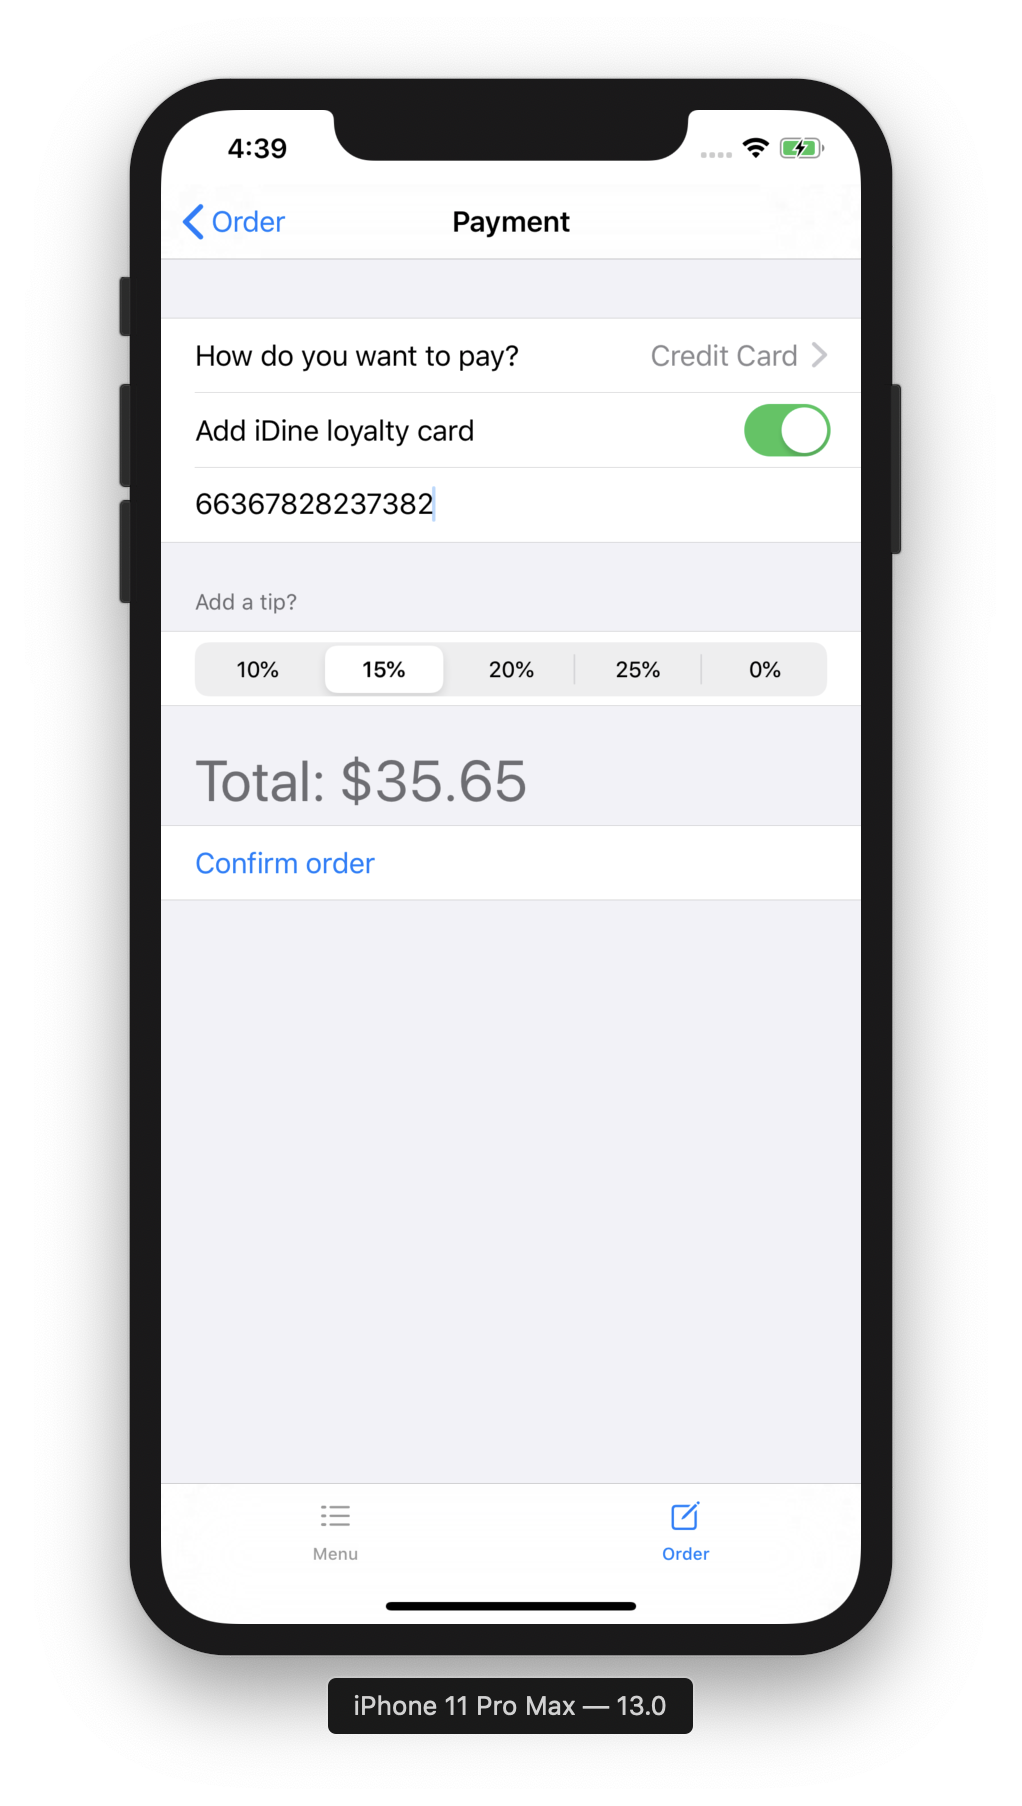 4:39
Order
Payment
How do you want to pay?
Credit Card
Add iDine loyalty card
66367828237382
Add a tip?
10% 15% 20% 25% 0%
Total: $35.65
Confirm order
Menu
Order
iPhone 11 Pro Max — 13.0